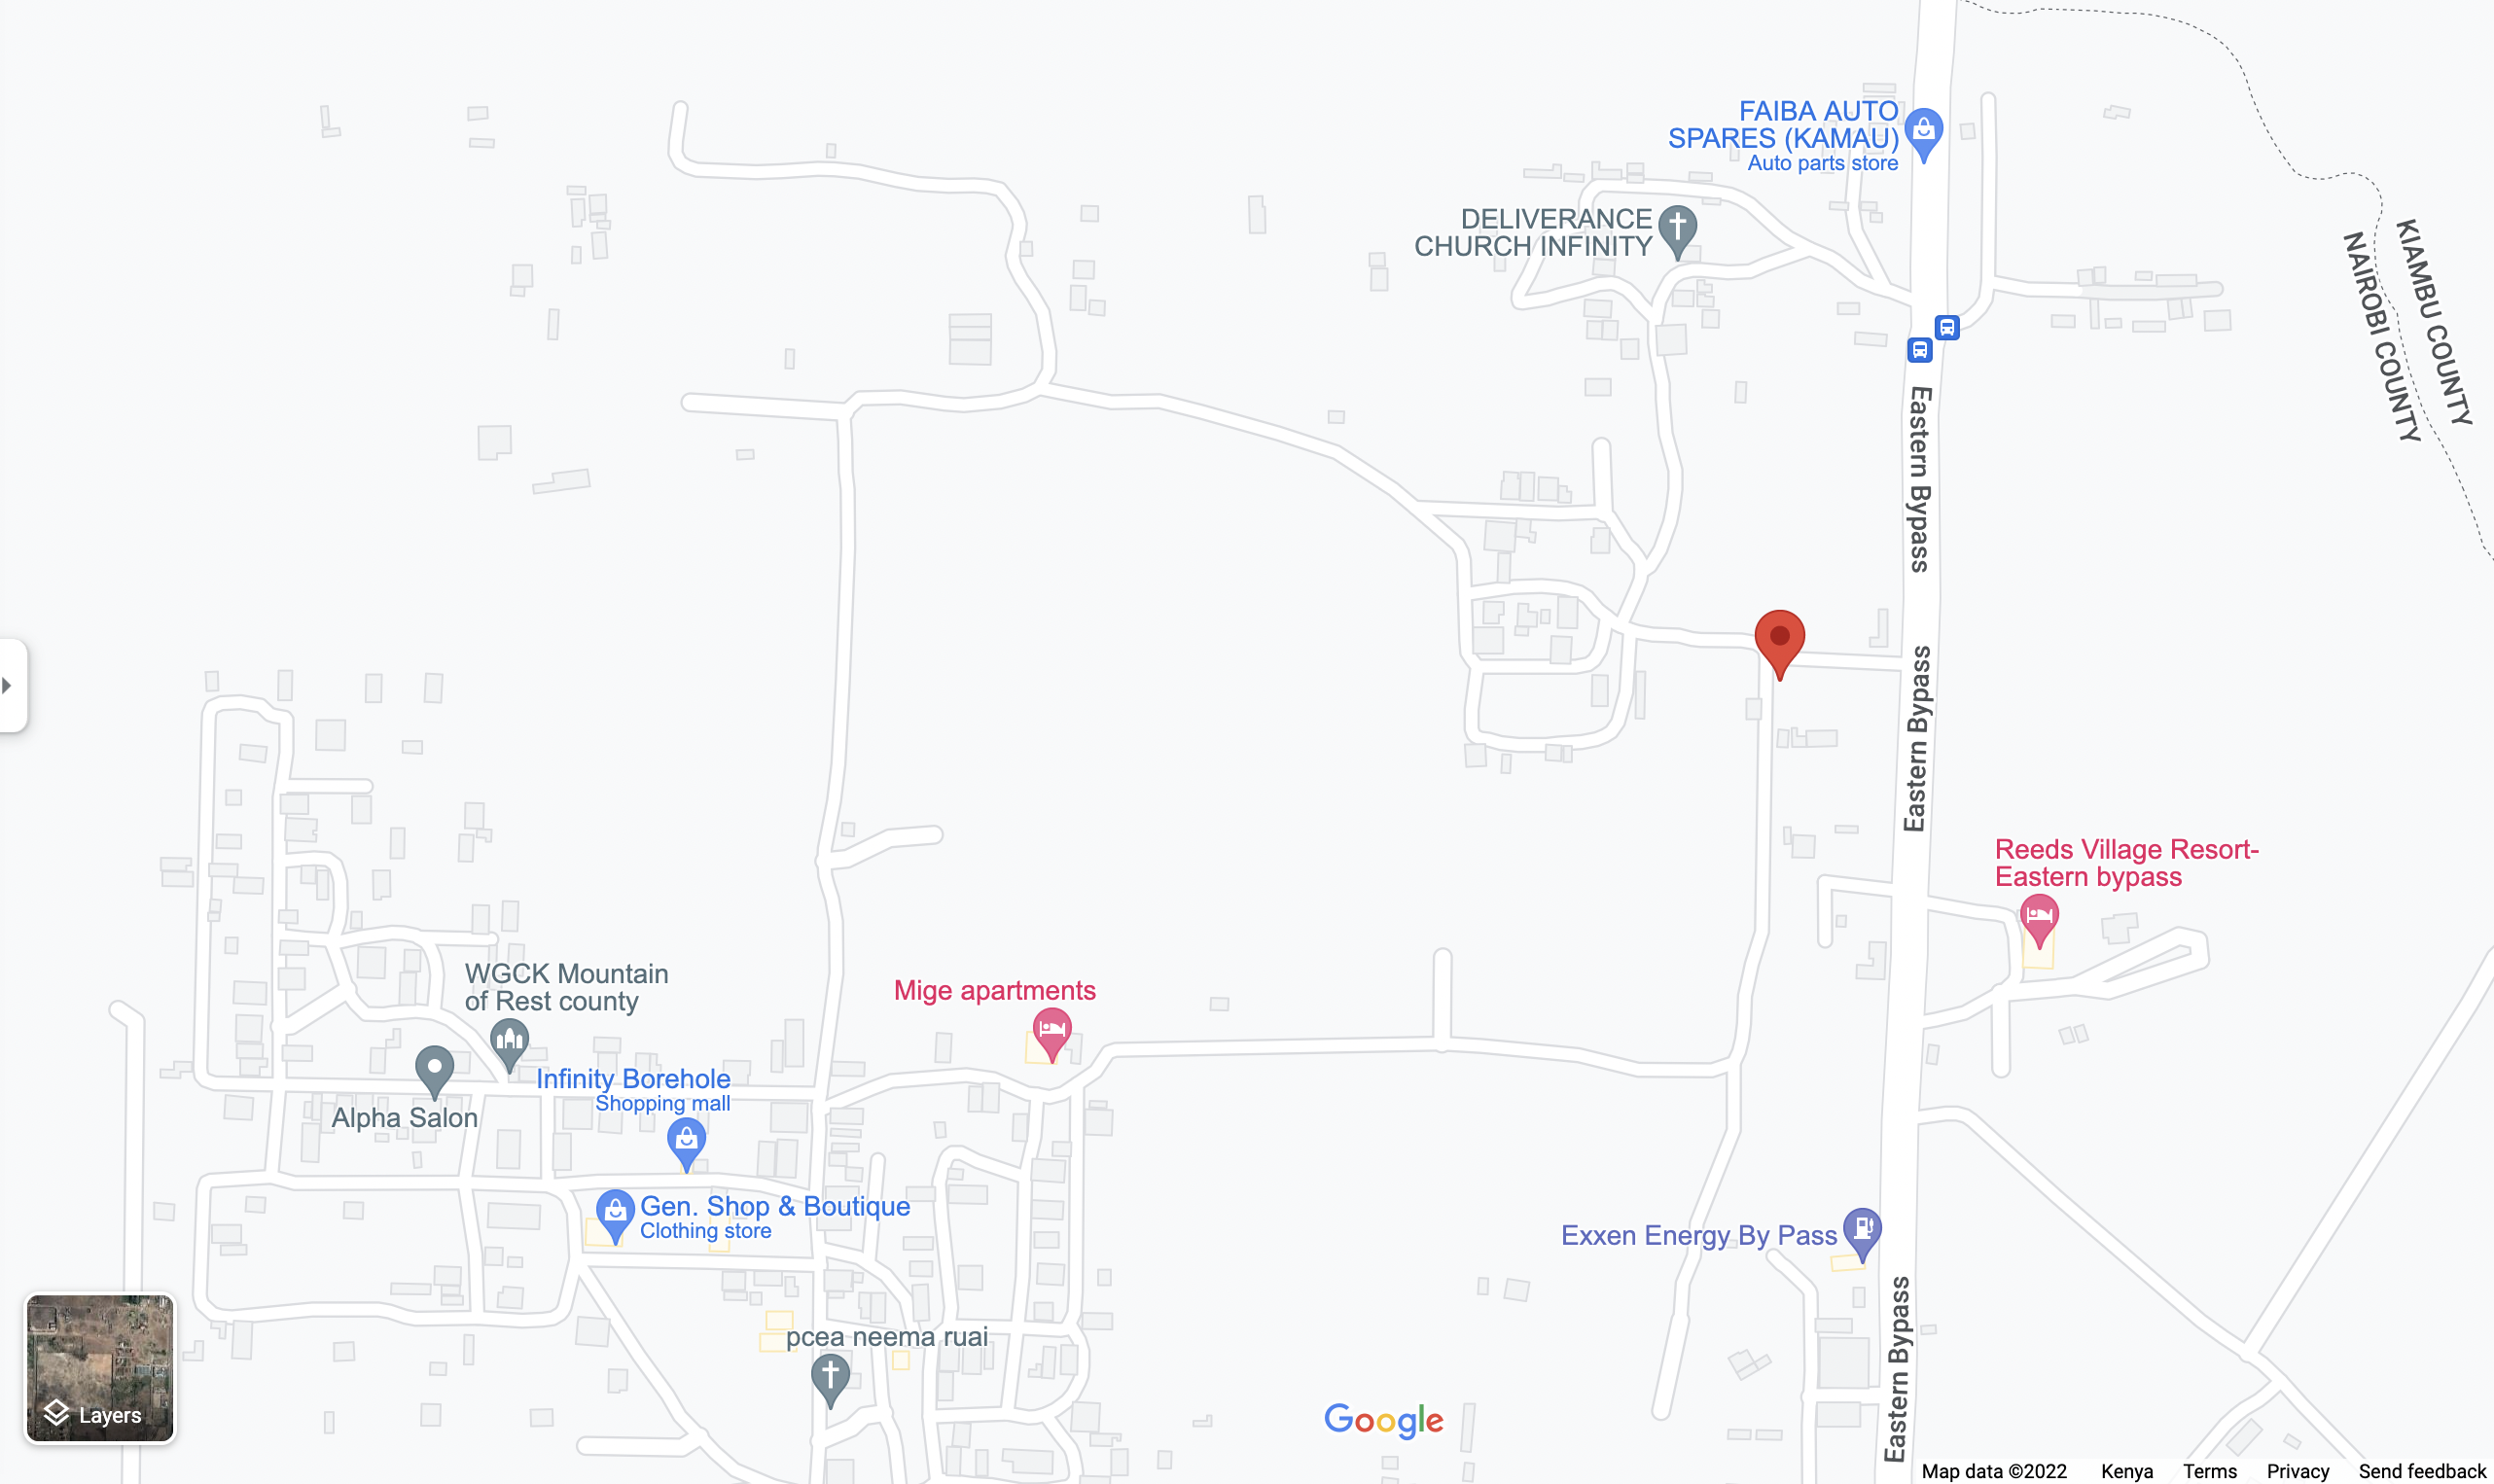 FAIBA AUTO
SPARES (KAMAU)
Auto parts store
DELIVERANCE
CHURCH INFINITY
KIAMBU COUNTY
NAIROBI COUNTY
Eastern Bypass
Eastern Bypass
Reeds Village Resort-
Eastern bypass
WGCK Mountain
of Rest county
Mige apartments
Infinity Borehole
Shopping mall
Alpha Salon
Gen. Shop & Boutique
Clothing store
Exxen Energy By Pass
Eastern Bypass
pcea neema ruai
Layers
Google
Map data ©2022 Kenya Terms Privacy Send feedback